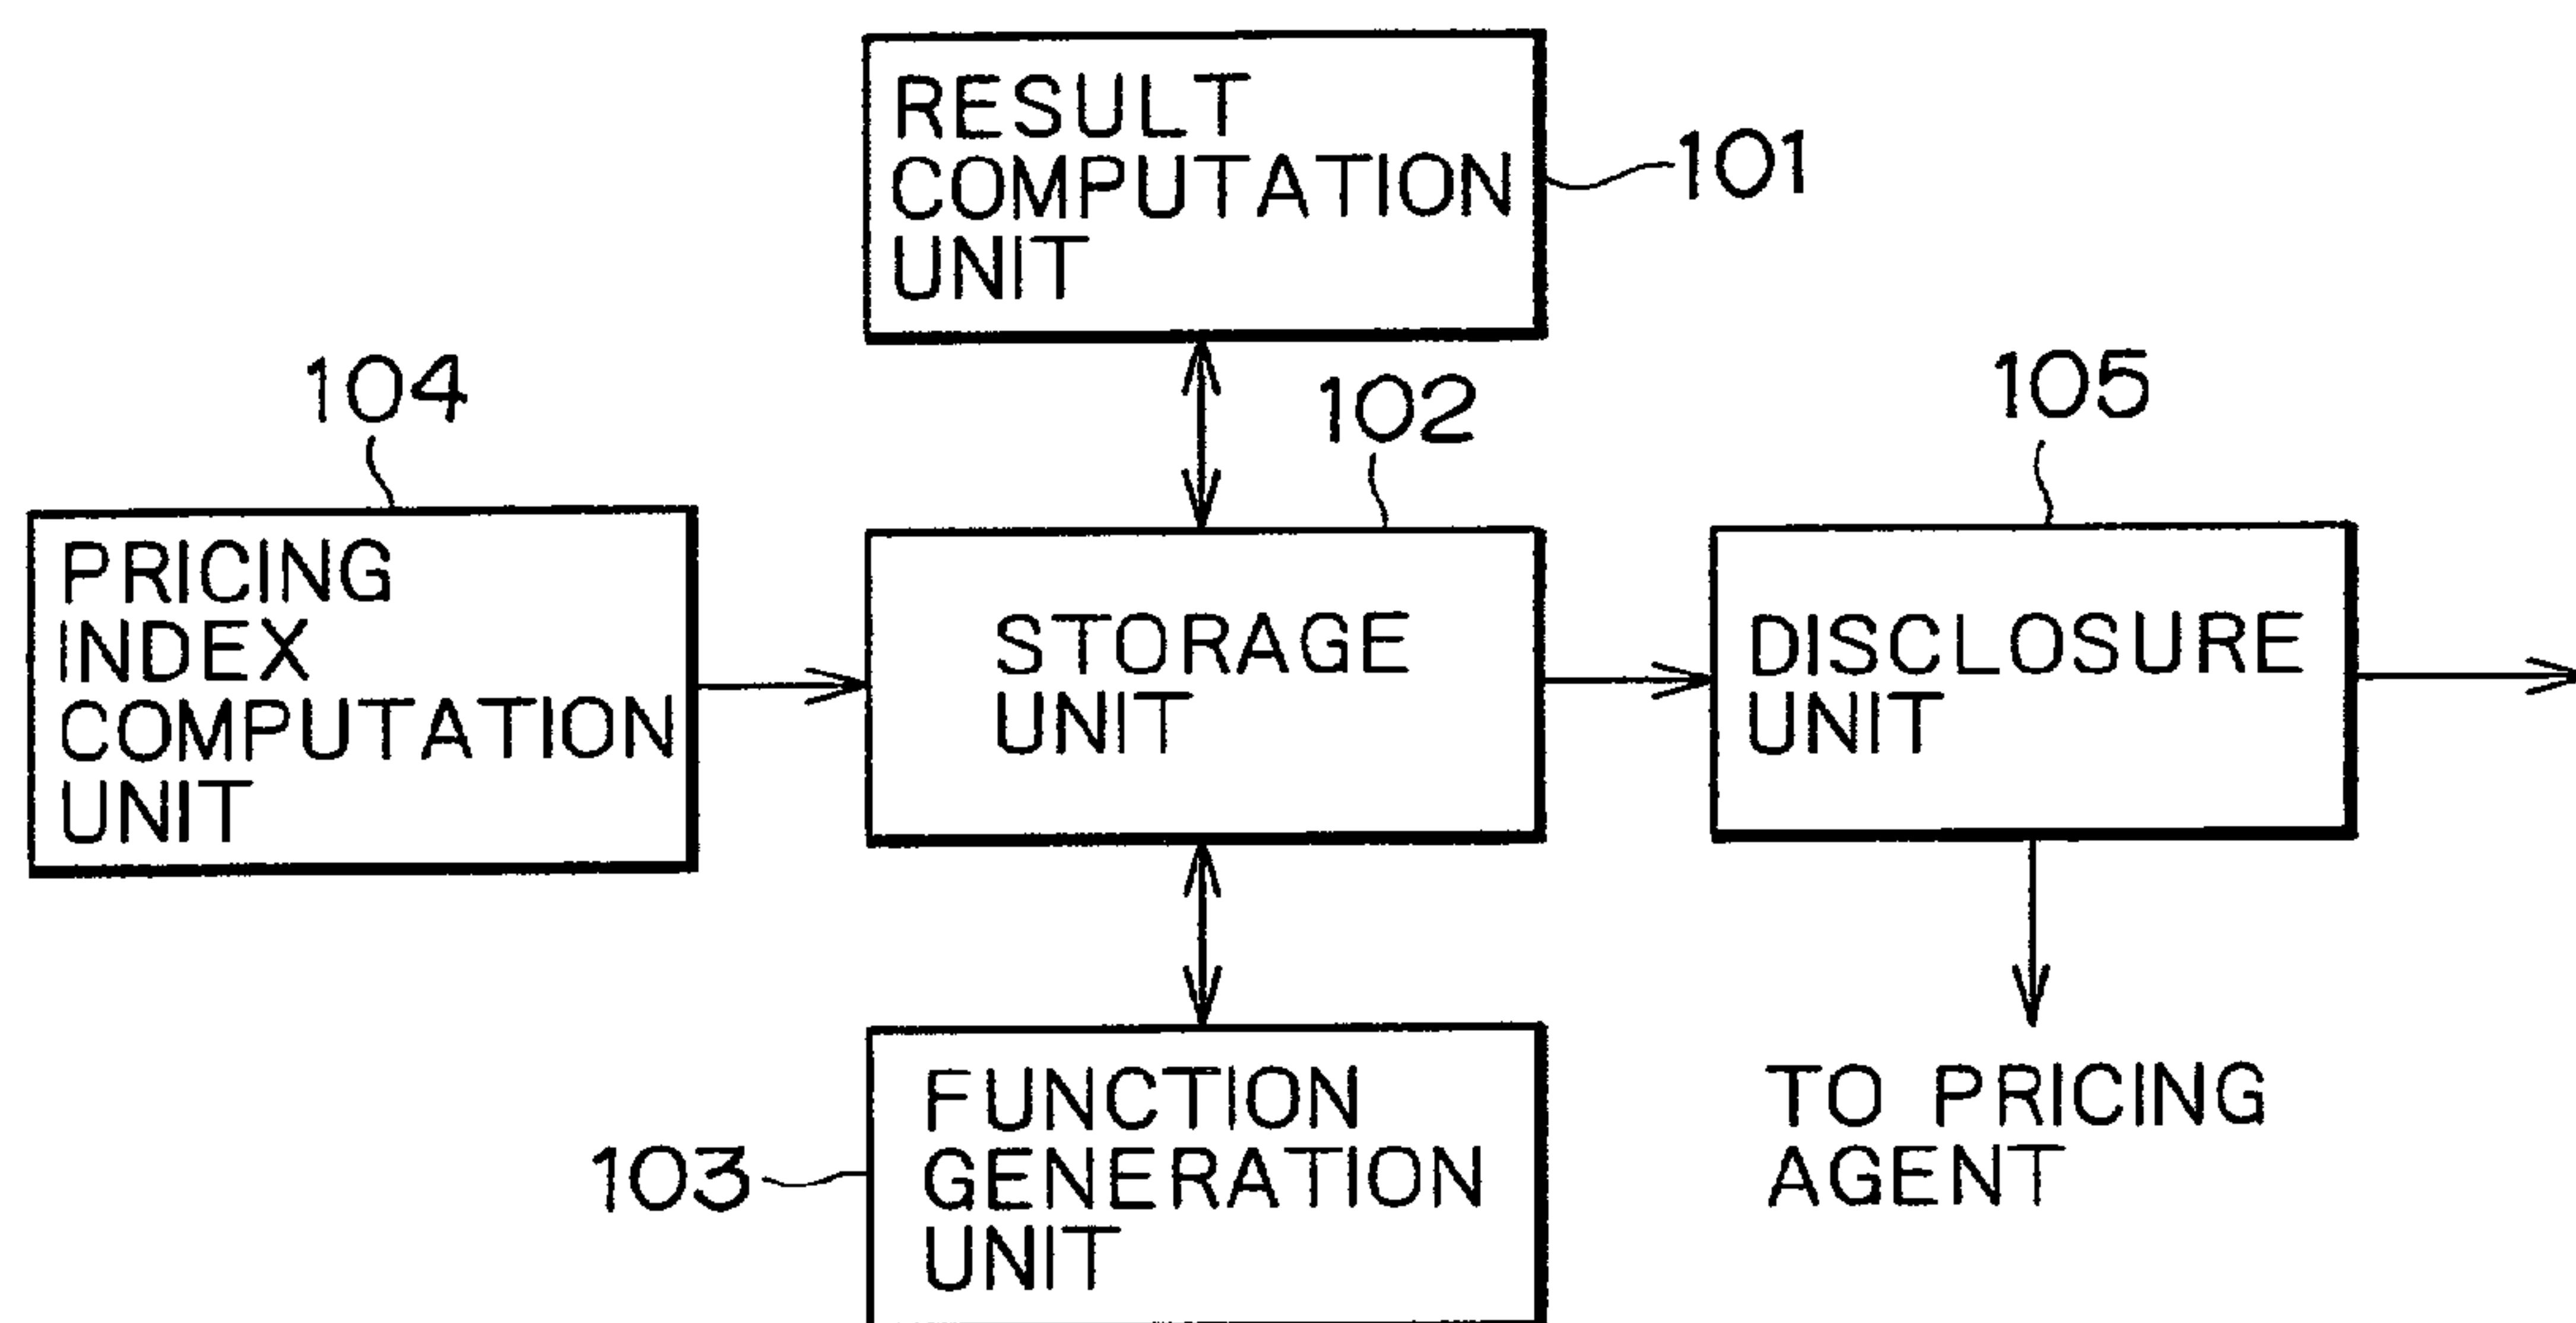 RESULT
COMPUTATION
UNIT
101
104
102
105
PRICING
INDEX
COMPUTATION
UNIT
STORAGE
UNIT
DISCLOSURE
UNIT
103
FUNCTION
GENERATION
UNIT
TO PRICING
AGENT